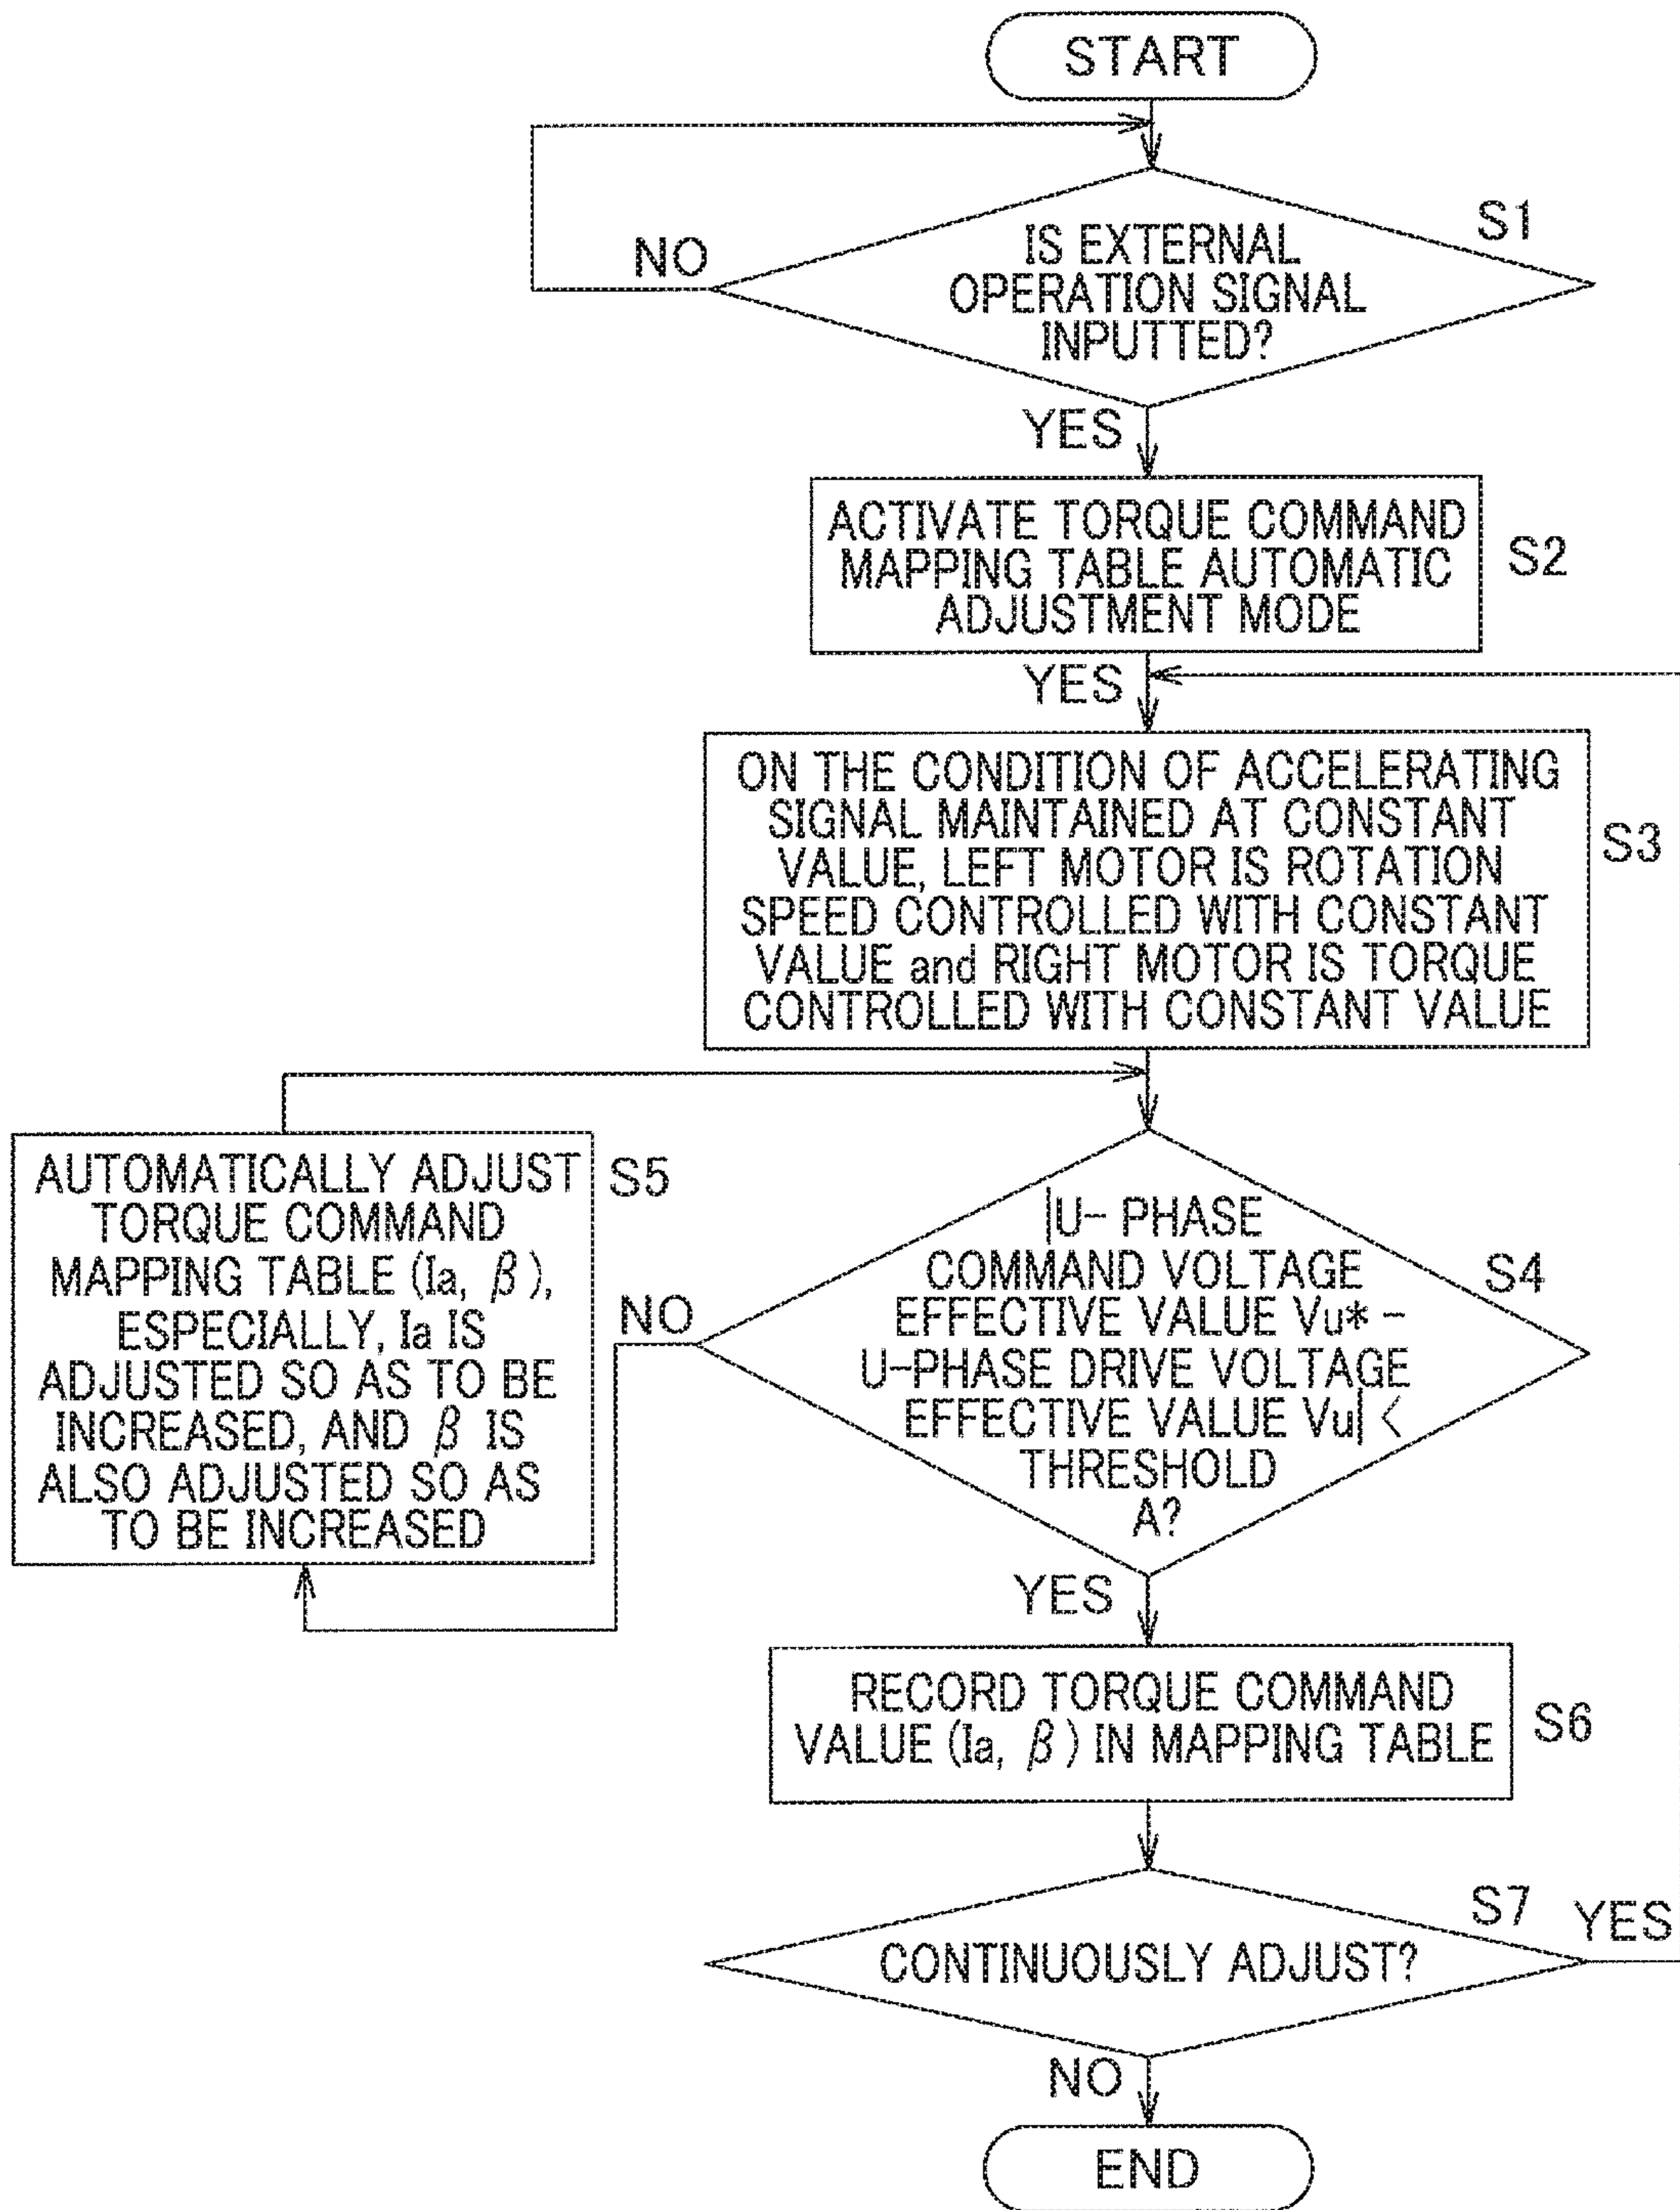 START
NO
IS EXTERNAL
OPERATION SIGNAL
INPUTTED?
S1
YES
ACTIVATE TORQUE COMMAND
MAPPING TABLE AUTOMATIC
ADJUSTMENT MODE
S2
YES
ON THE CONDITION OF ACCELERATING
SIGNAL MAINTAINED AT CONSTANT
VALUE, LEFT MOTOR IS ROTATION
SPEED CONTROLLED WITH CONSTANT
VALUE and RIGHT MOTOR IS TORQUE
CONTROLLED WITH CONSTANT VALUE
S3
AUTOMATICALLY ADJUST
TORQUE COMMAND
MAPPING TABLE (Ia, β),
ESPECIALLY, Ia IS
ADJUSTED SO AS TO BE
INCREASED, AND β IS
ALSO ADJUSTED SO AS
TO BE INCREASED
S5
NO
|U- PHASE
COMMAND VOLTAGE
EFFECTIVE VALUE Vu* -
U-PHASE DRIVE VOLTAGE
EFFECTIVE VALUE Vu| <
THRESHOLD
A?
S4
YES
RECORD TORQUE COMMAND
VALUE (Ia, β) IN MAPPING TABLE
S6
CONTINUOUSLY ADJUST?
S7
YES
NO
END